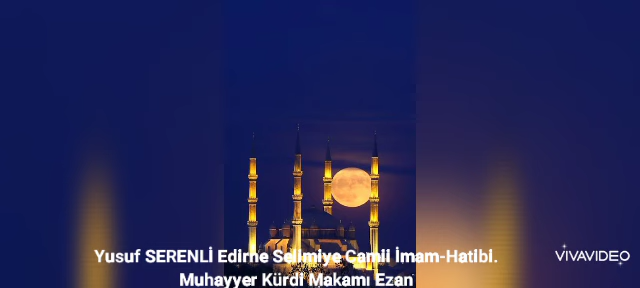 Yusuf SERENLİ Edirne Selimiye Camii İmam-Hatibi.
Muhayyer Kürdi Makamı Ezan
VIVAVIDEO